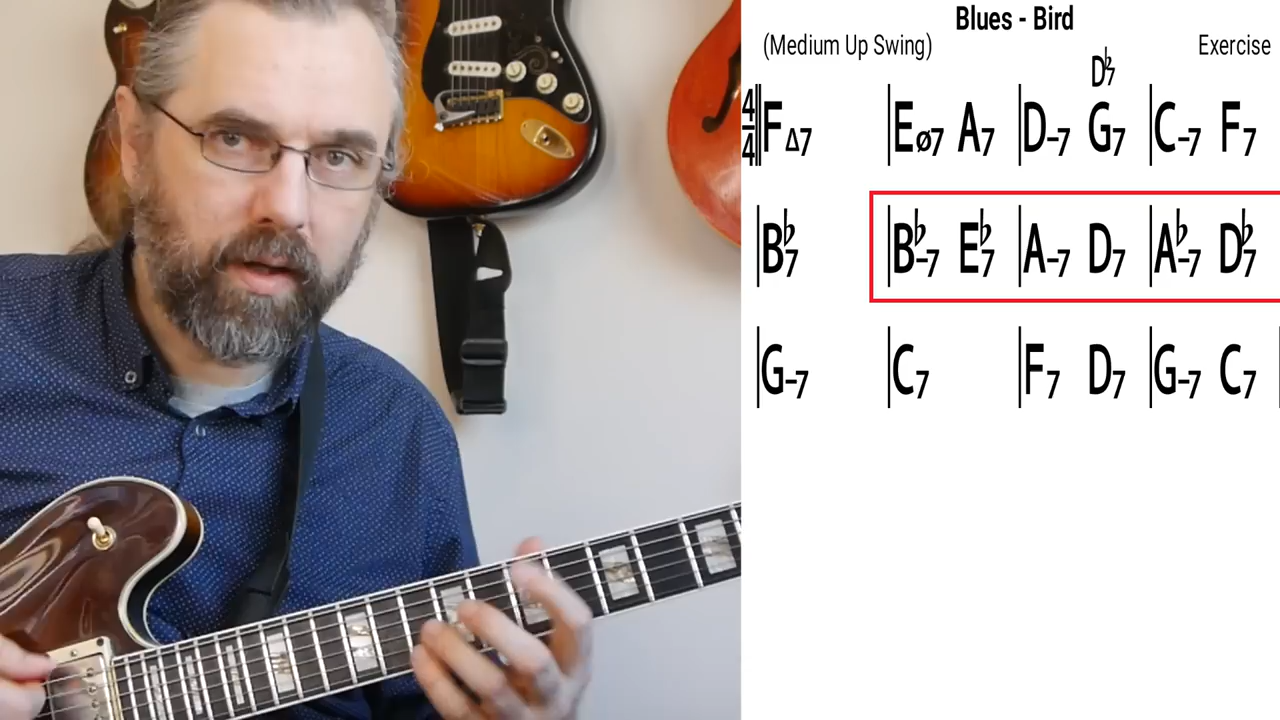 Blues - Bird
(Medium Up Swing) Exercise
D♭7
4/4 FΔ7 | Eø7 A7 | D-7 G7 | C-7 F7
B♭7 | B♭-7 E♭7 | A-7 D7 | A♭-7 D♭7
G-7 | C7 | F7 D7 | G-7 C7